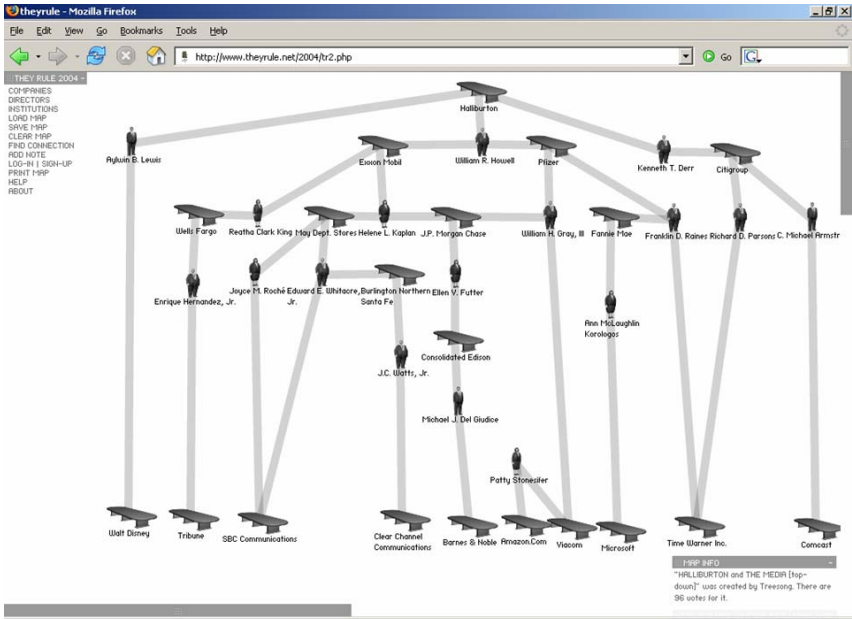 theyrule - Mozilla Firefox
File Edit View Go Bookmarks Tools Help
http://www.theyrule.net/2004/tr2.php
Go
G
THEY RULE 2004 -
COMPANIES
DIRECTORS
INSTITUTIONS
LOAD MAP
SAVE MAP
CLEAR MAP
FIND CONNECTION
ADD NOTE
LOG-IN | SIGN-UP
PRINT MAP
HELP
ABOUT
Halliburton
Aylwin B. Lewis
Exxon Mobil
William R. Howell
Pfizer
Kenneth T. Derr
Citigroup
Wells Fargo
Reatha Clark King
May Dept. Stores
Helene L. Kaplan
J.P. Morgan Chase
William H. Gray, III
Fannie Mae
Franklin D. Raines
Richard D. Parsons
C. Michael Armstr
Enrique Hernandez, Jr.
Joyce M. Roché
Edward E. Whitacre,
Jr.
Burlington Northern
Santa Fe
Ellen V. Futter
Ann McLaughlin
Korologos
Consolidated Edison
J.C. Watts, Jr.
Michael J. Del Giudice
Patty Stonesifer
Walt Disney
Tribune
SBC Communications
Clear Channel
Communications
Barnes & Noble
Amazon.Com
Viacom
Microsoft
Time Warner Inc.
Comcast
MAP INFO -
"HALLIBURTON and THE MEDIA [top-
down]" was created by Treesong. There are
96 votes for it.